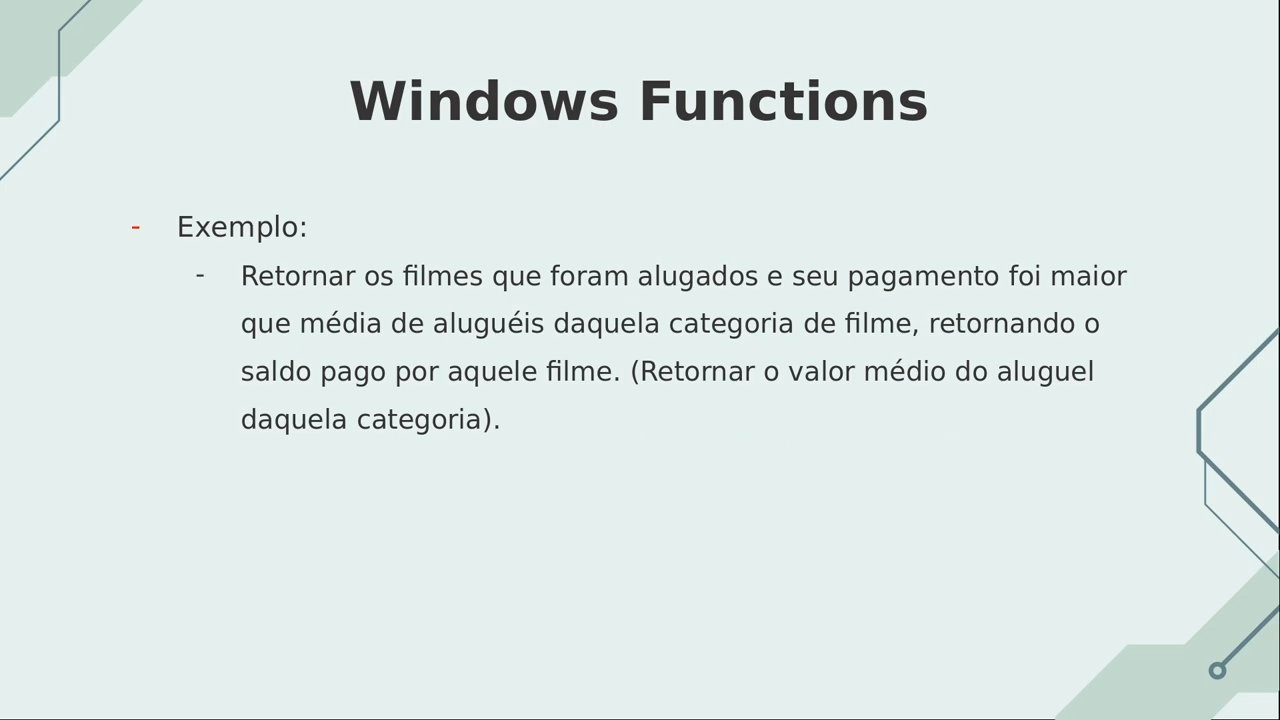 Windows Functions
- Exemplo:
- Retornar os filmes que foram alugados e seu pagamento foi maior
que média de aluguéis daquela categoria de filme, retornando o
saldo pago por aquele filme. (Retornar o valor médio do aluguel
daquela categoria).